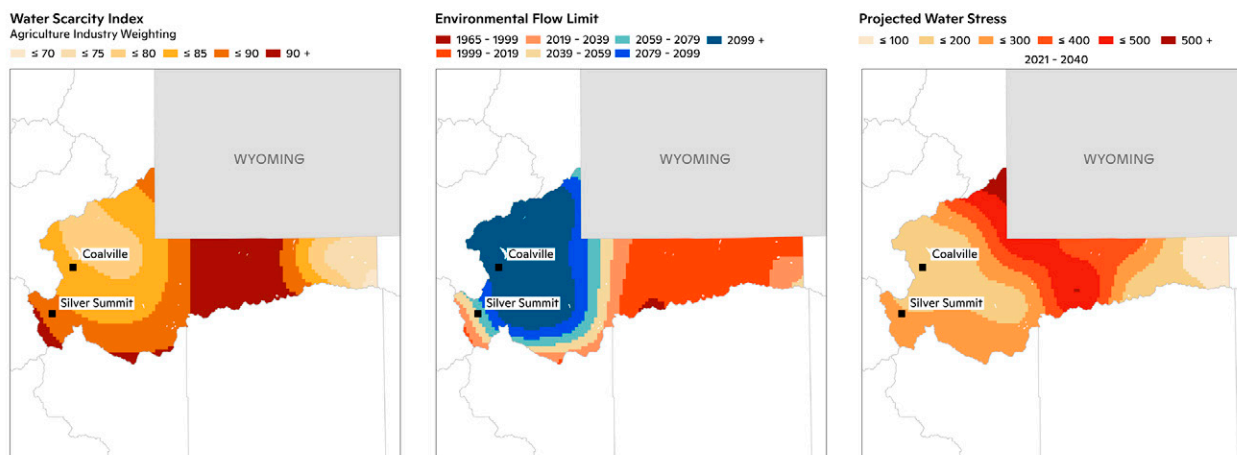 Water Scarcity Index
Agriculture Industry Weighting
≤ 70 ≤ 75 ≤ 80 ≤ 85 ≤ 90 90 +
WYOMING
Coalville
Silver Summit
Environmental Flow Limit
1965 - 1999 2019 - 2039 2059 - 2079 2099 +
1999 - 2019 2039 - 2059 2079 - 2099
WYOMING
Coalville
Silver Summit
Projected Water Stress
≤ 100 ≤ 200 ≤ 300 ≤ 400 ≤ 500 500 +
2021 - 2040
WYOMING
Coalville
Silver Summit